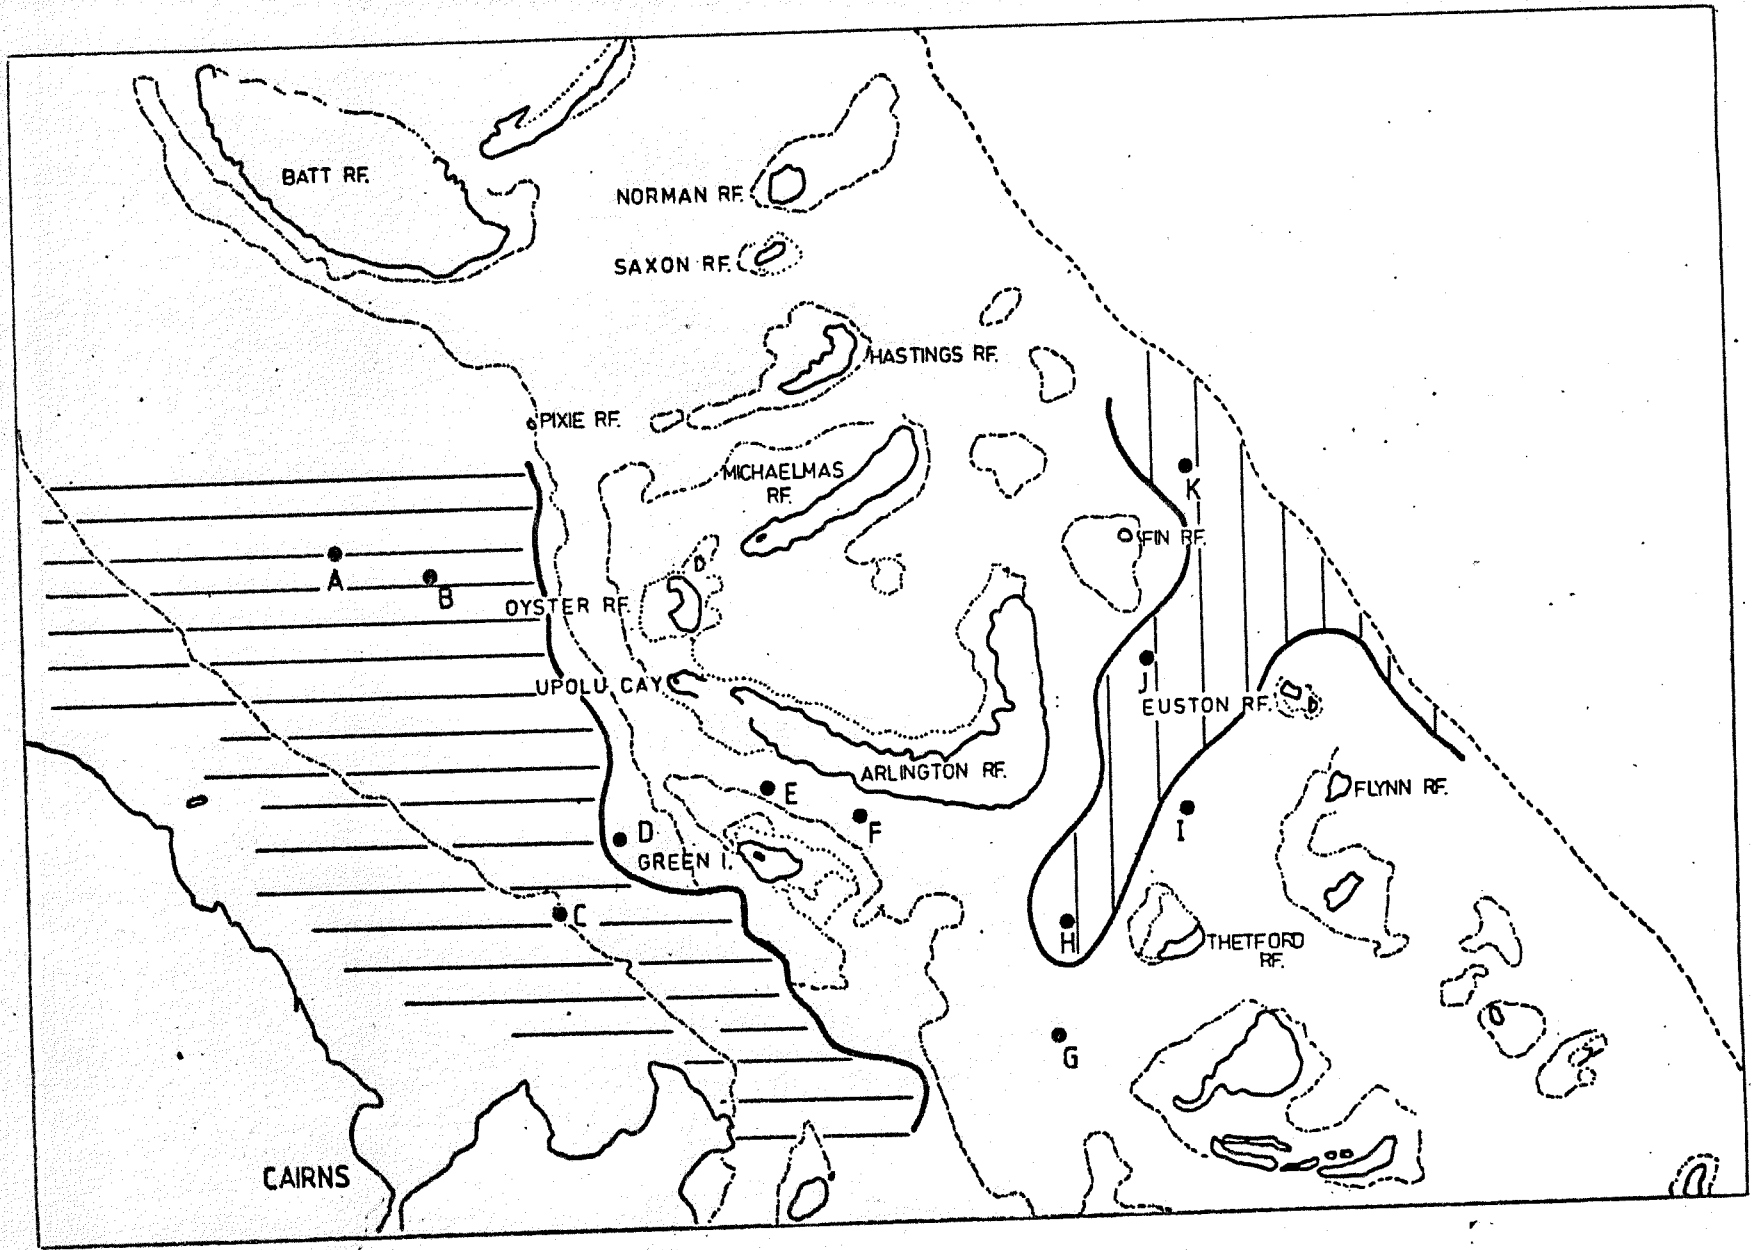 BATT RF.
NORMAN RF.
SAXON RF.
HASTINGS RF.
PIXIE RF.
MICHAELMAS
RF.
K
FIN RF.
A
B
OYSTER RF.
UPOLU CAY
J
EUSTON RF.
ARLINGTON RF.
FLYNN RF.
E
F
I
D
GREEN I.
C
H
THETFORD
RF.
G
CAIRNS